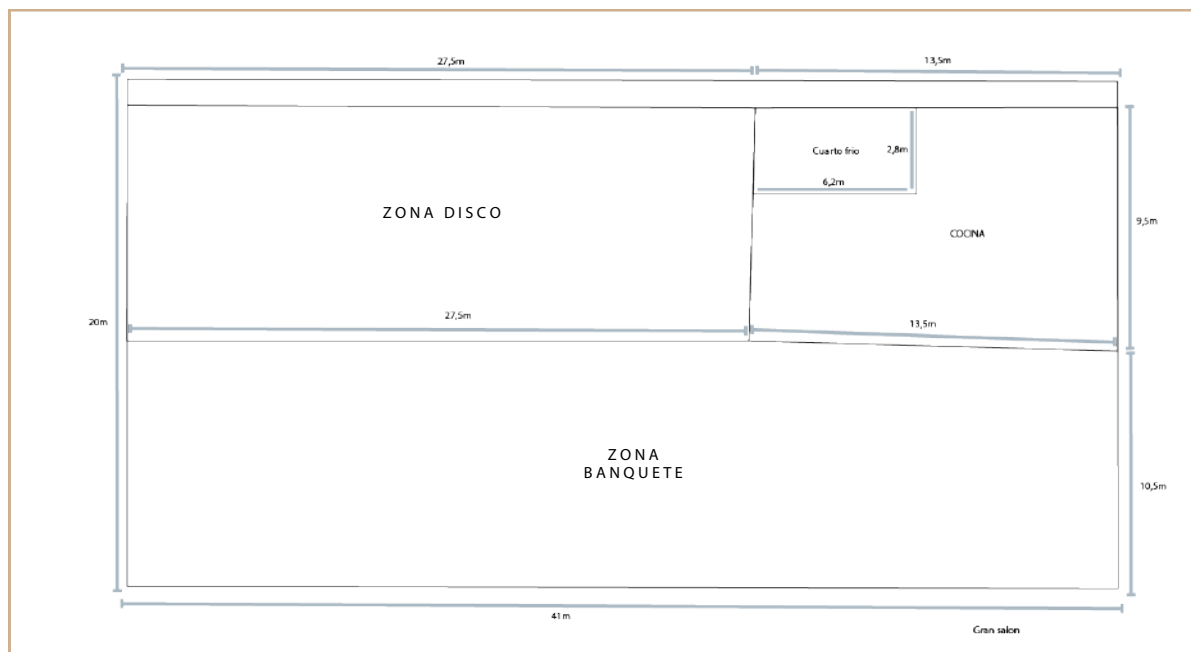 27,5m
13,5m
Cuarto frio
2,8m
6,2m
ZONA DISCO
9,5m
COCINA
20m
27,5m
13,5m
ZONA
BANQUETE
10,5m
41m
Gran salon